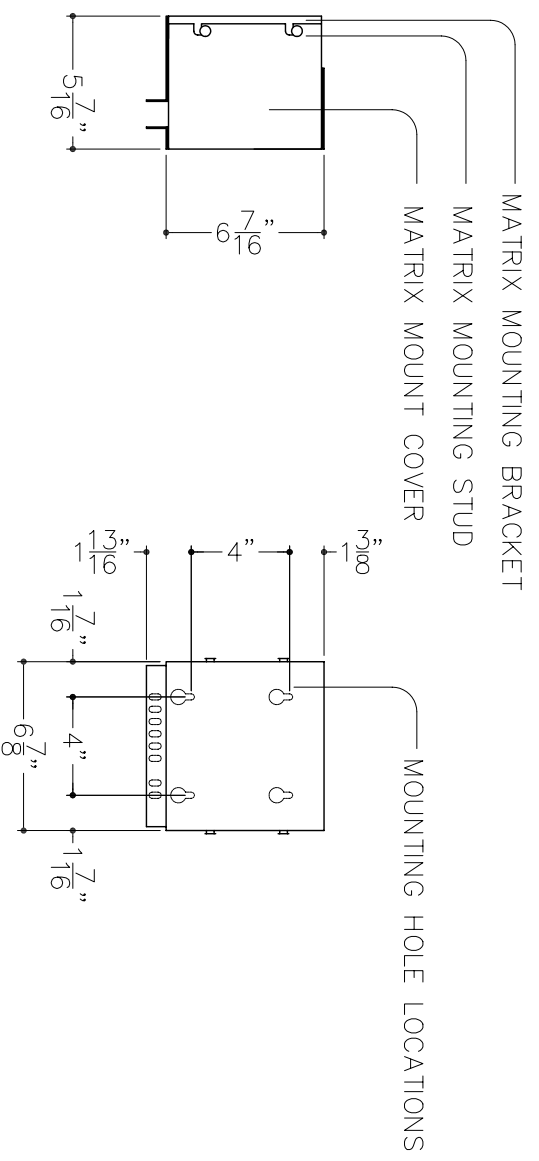 MATRIX MOUNTING BRACKET
MATRIX MOUNTING STUD
MATRIX MOUNT COVER
5 7/16"
6 7/16"
MOUNTING HOLE LOCATIONS
1 3/8"
4"
1 13/16"
1 7/16"
4"
1 7/16"
6 7/8"